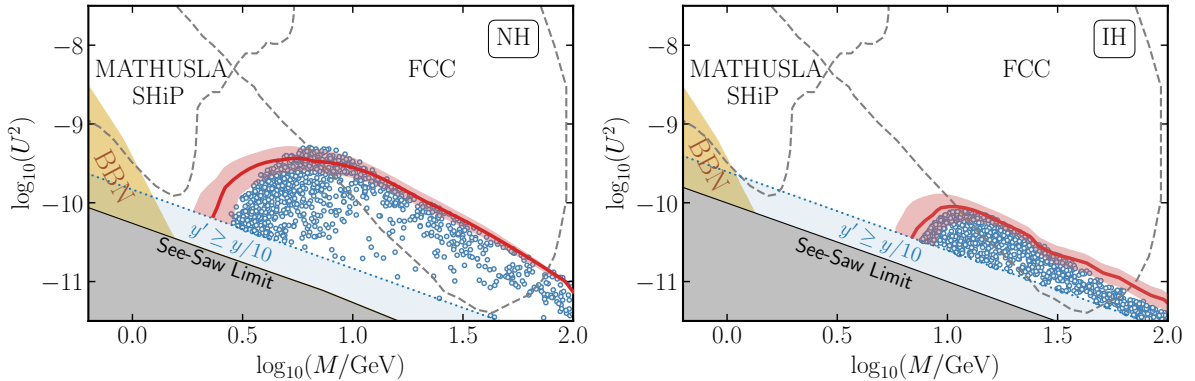 −8
−9
−10
−11
log₁₀(U²)
NH
MATHUSLA
SHiP
FCC
BBN
y′ ≥ y/10
See-Saw Limit
0.0 0.5 1.0 1.5 2.0
log₁₀(M/GeV)
−8
−9
−10
−11
log₁₀(U²)
IH
MATHUSLA
SHiP
FCC
BBN
y′ ≥ y/10
See-Saw Limit
0.0 0.5 1.0 1.5 2.0
log₁₀(M/GeV)